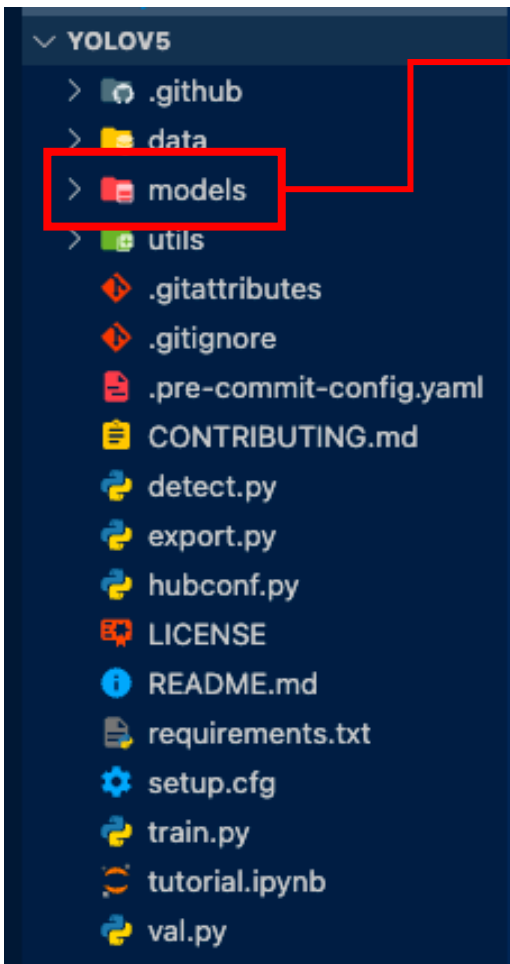 YOLOV5
.github
data
models
utils
.gitattributes
.gitignore
.pre-commit-config.yaml
CONTRIBUTING.md
detect.py
export.py
hubconf.py
LICENSE
README.md
requirements.txt
setup.cfg
train.py
tutorial.ipynb
val.py